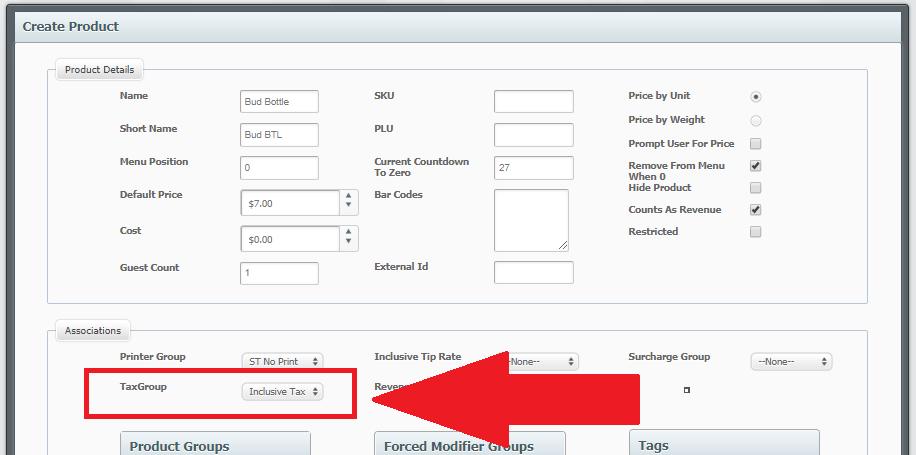 Create Product
Product Details
Name Bud Bottle SKU Price by Unit
Price by Weight
Short Name Bud BTL PLU
Prompt User For Price
Menu Position 0 Current Countdown To Zero 27 Remove From Menu When 0
Hide Product
Default Price $7.00 Bar Codes
Counts As Revenue
Cost $0.00 Restricted
Guest Count 1 External Id
Associations
Printer Group ST No Print Inclusive Tip Rate --None-- Surcharge Group --None--
TaxGroup Inclusive Tax
Product Groups Forced Modifier Groups Tags